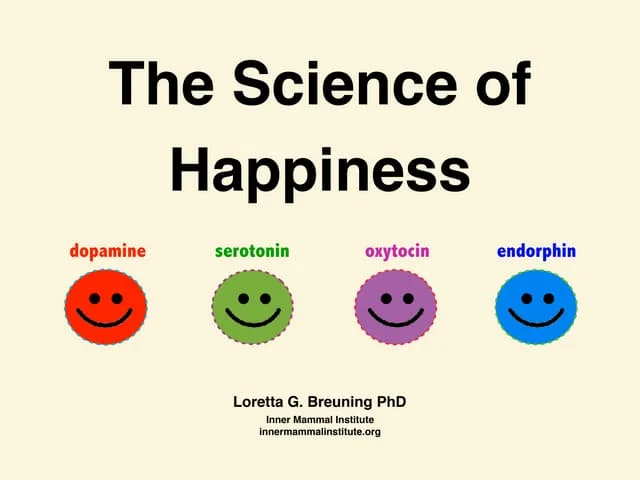 The Science of
Happiness
dopamine serotonin oxytocin endorphin
Loretta G. Breuning PhD
Inner Mammal Institute
innermammalinstitute.org